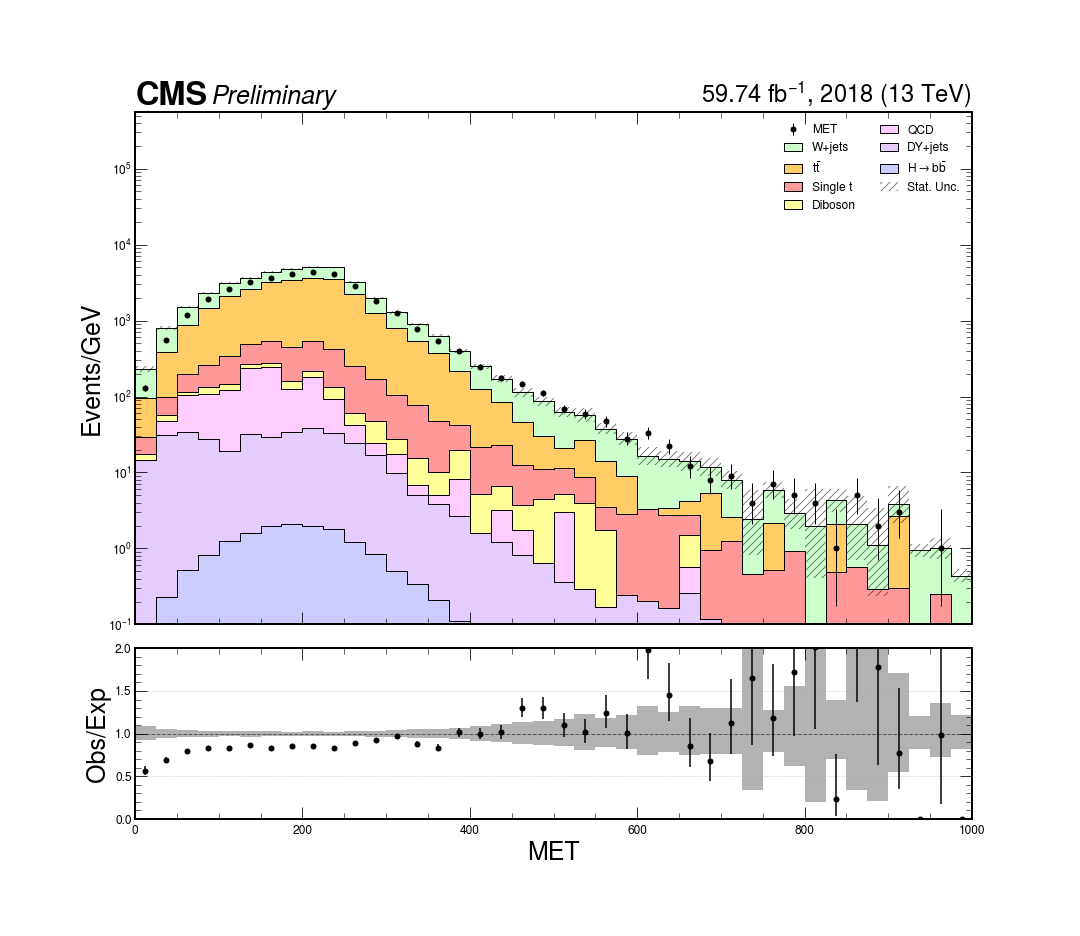 CMS Preliminary 59.74 fb⁻¹, 2018 (13 TeV)
MET QCD
W+jets DY+jets
tt̄ H→bb̄
Single t Stat. Unc.
Diboson
10⁵
10⁴
10³
10²
10¹
10⁰
10⁻¹
Events/GeV
2.0
1.5
1.0
0.5
0.0
Obs/Exp
0 200 400 600 800 1000
MET